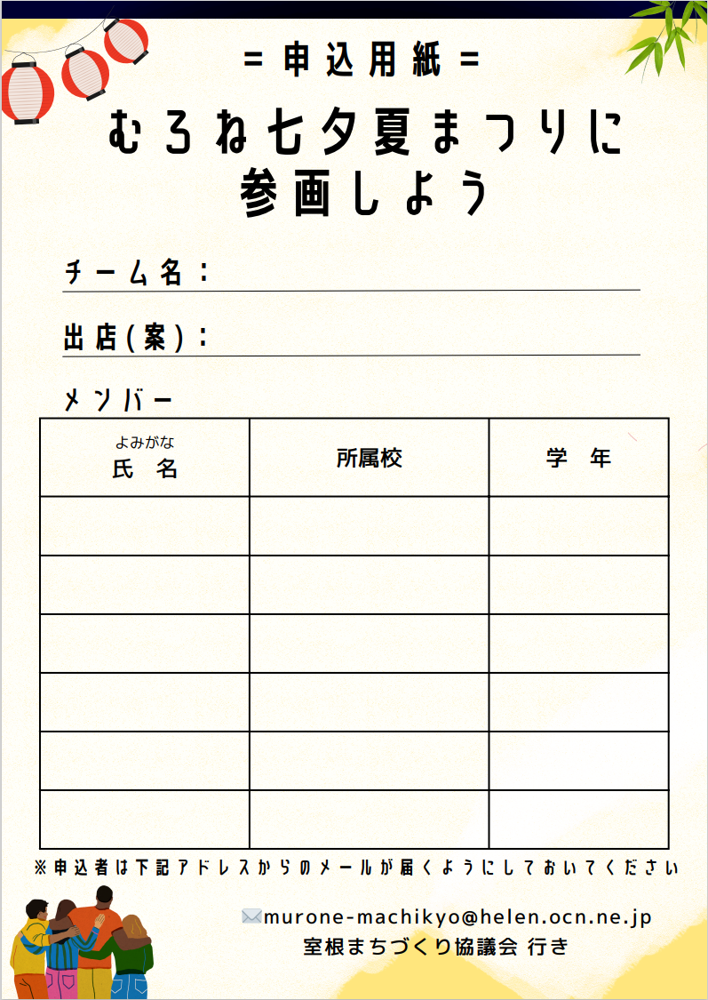 =申込用紙=
むろね七夕夏まつりに
参画しよう
チーム名：
出店(案)：
メンバー
よみがな
氏　名
所属校
学　年
※申込者は下記アドレスからのメールが届くようにしておいてください
✉murone-machikyo@helen.ocn.ne.jp
室根まちづくり協議会 行き